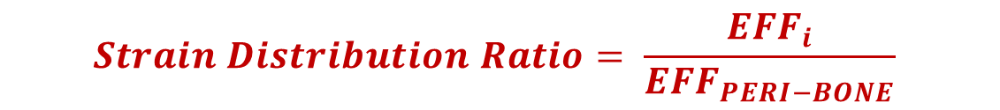 Strain Distribution Ratio = EFF_i / EFF_PERI−BONE